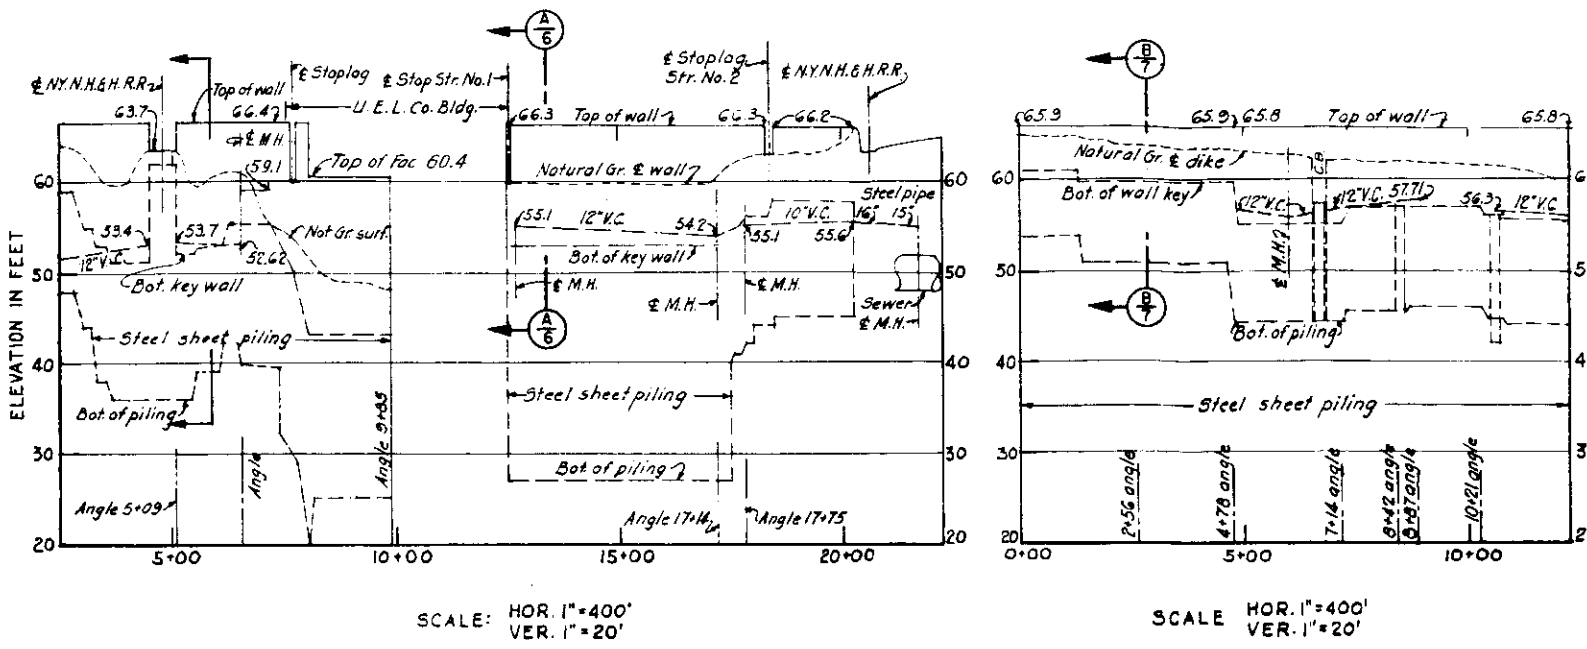 A
6
B
7
℄ Stoplog
℄ Stop Str. No. 1
℄ Stoplog
Str. No. 2
℄ N.Y.N.H.& H.R.R.
℄ N.Y.N.H.& H.R.R.
Top of wall
U.E.L. Co. Bldg.
63.7
66.4
66.3
Top of wall
66.3
66.2
65.9
65.9
65.8
Top of wall
65.8
℄ M.H.
59.1
Top of Fac 60.4
Natural Gr. ℄ wall
Natural Gr. ℄ dike
C.B.
60
60
60
6
Steel pipe
Bot. of wall key
12" V.C.
12" V.C. 57.71
56.3
12" V.C.
55.1
12" V.C.
54.2
10" V.C.
16"
15"
55.1
55.6
53.4
53.7
Nat Gr. surf.
52.62
12" V.C.
Bot. key wall
Bot. of key wall
50
50
50
5
℄ M.H.
℄ M.H.
℄ M.H.
Sewer
℄ M.H.
℄ M.H.
A
6
B
7
Steel sheet piling
Bot. of piling
40
40
40
4
ELEVATION IN FEET
Bot. of piling
Steel sheet piling
Steel sheet piling
30
30
30
3
Bot. of piling
Angle 5+09
Angle
Angle 9+85
Angle 17+14
Angle 17+75
2+56 angle
4+78 angle
7+14 angle
8+42 angle
8+87 angle
10+21 angle
20
20
20
2
5+00
10+00
15+00
20+00
0+00
5+00
10+00
SCALE: HOR. 1"=400'
VER. 1"=20'
SCALE HOR. 1"=400'
VER. 1"=20'